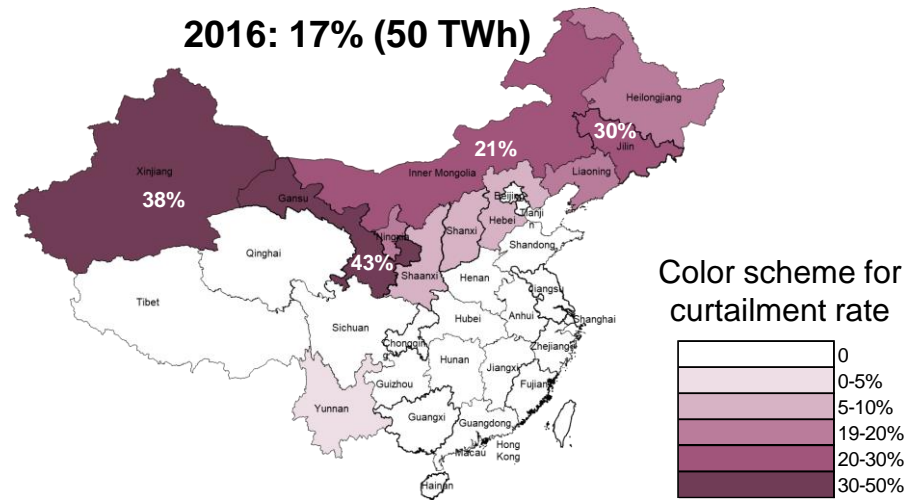 2016: 17% (50 TWh)
Heilongjiang
30%
Jilin
21%
Xinjiang
Inner Mongolia
Liaoning
38%
Gansu
Beijing
Tianji
n
Ningxia
Hebei
Shanxi
Shandong
Qinghai
43%
Shaanxi
Henan
Tibet
Jiangsu
Sichuan
Hubei
Anhui
Shanghai
Chongqin
g
Zhejiang
Hunan
Jiangxi
Guizhou
Fujian
Yunnan
Guangxi
Guangdong
Macau
Hong
Kong
Hainan
Color scheme for
curtailment rate
0
0-5%
5-10%
19-20%
20-30%
30-50%